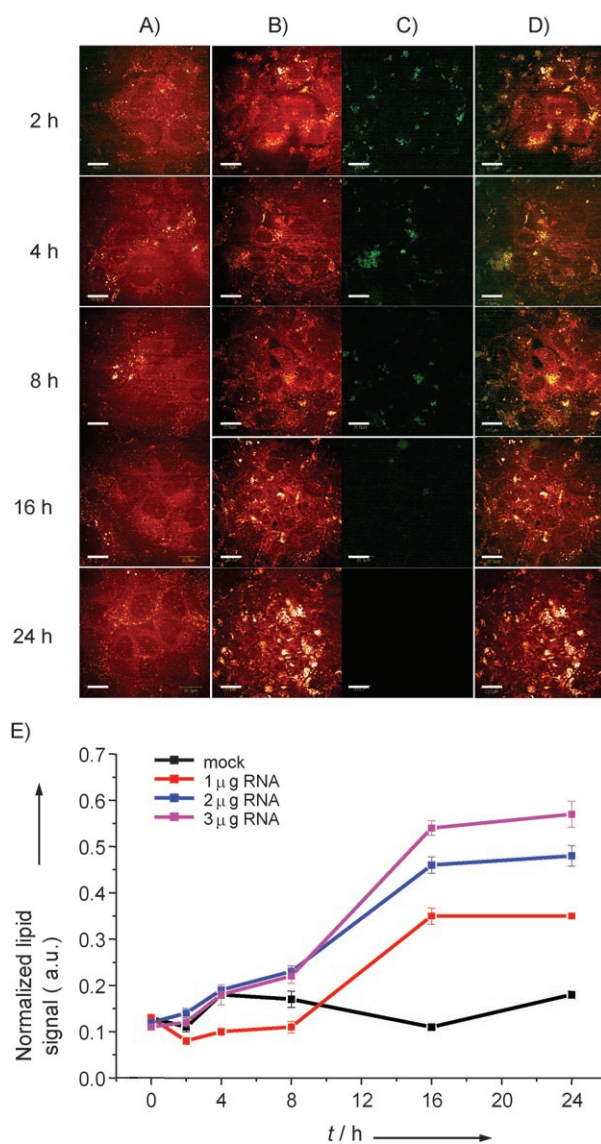 A) B) C) D)
2 h
4 h
8 h
16 h
24 h
E)
0.7
0.6
0.5
0.4
0.3
0.2
0.1
0.0
Normalized lipid
signal ( a.u.)
mock
1 μg RNA
2 μg RNA
3 μg RNA
0 4 8 12 16 20 24
t / h